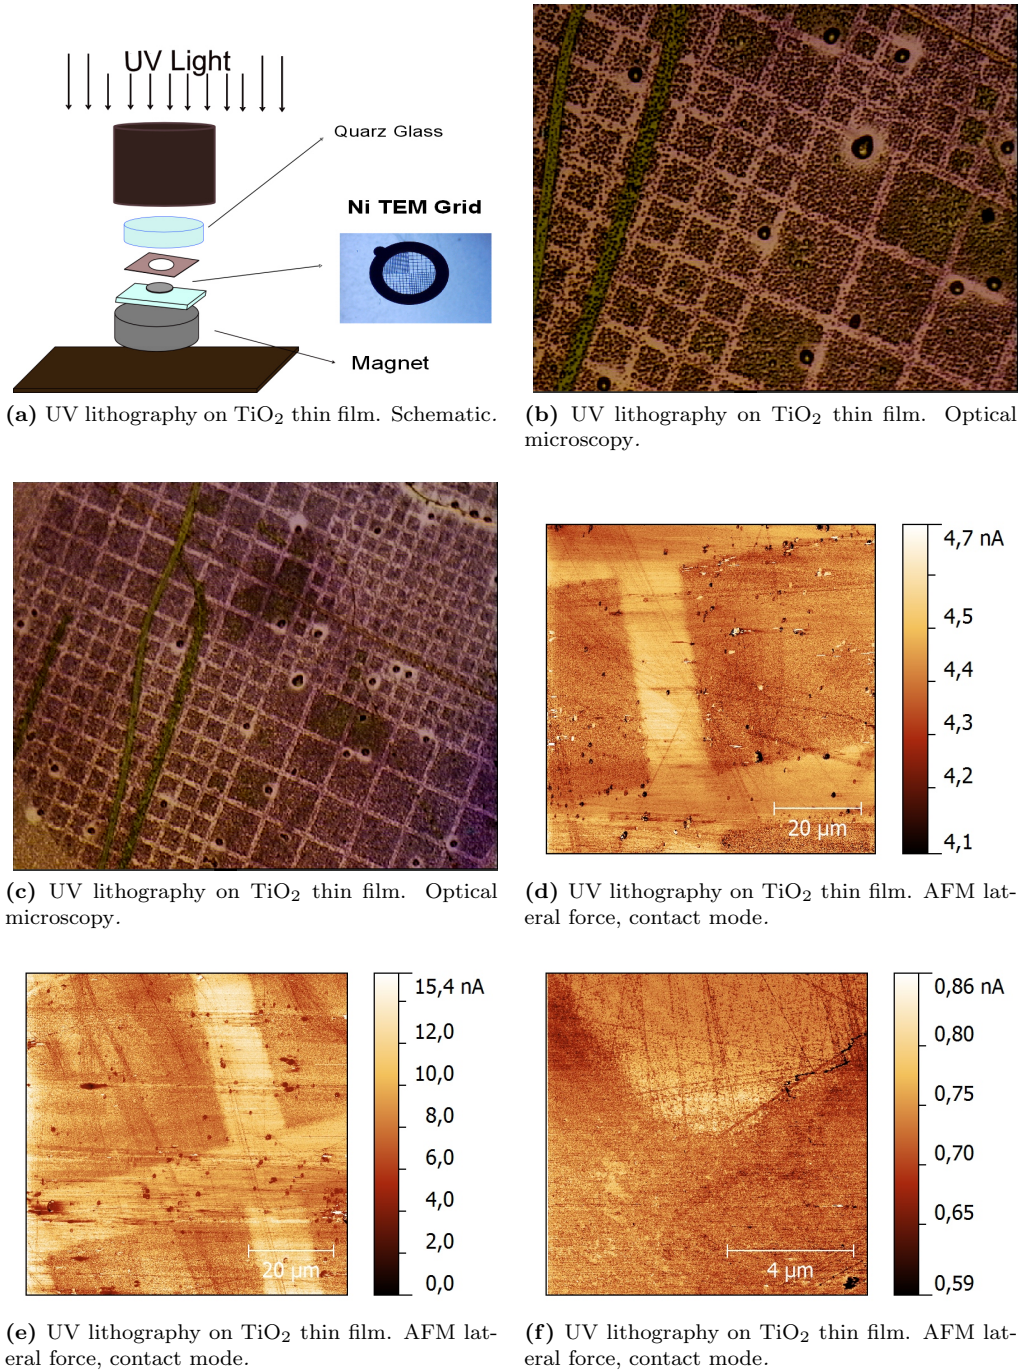 UV Light
Quarz Glass
Ni TEM Grid
Magnet
(a) UV lithography on TiO₂ thin film. Schematic.
(b) UV lithography on TiO₂ thin film. Optical
microscopy.
(c) UV lithography on TiO₂ thin film. Optical
microscopy.
4,7 nA
4,5
4,4
4,3
4,2
4,1
20 µm
(d) UV lithography on TiO₂ thin film. AFM lat-
eral force, contact mode.
15,4 nA
12,0
10,0
8,0
6,0
4,0
2,0
0,0
20 µm
(e) UV lithography on TiO₂ thin film. AFM lat-
eral force, contact mode.
0,86 nA
0,80
0,75
0,70
0,65
0,59
4 µm
(f) UV lithography on TiO₂ thin film. AFM lat-
eral force, contact mode.